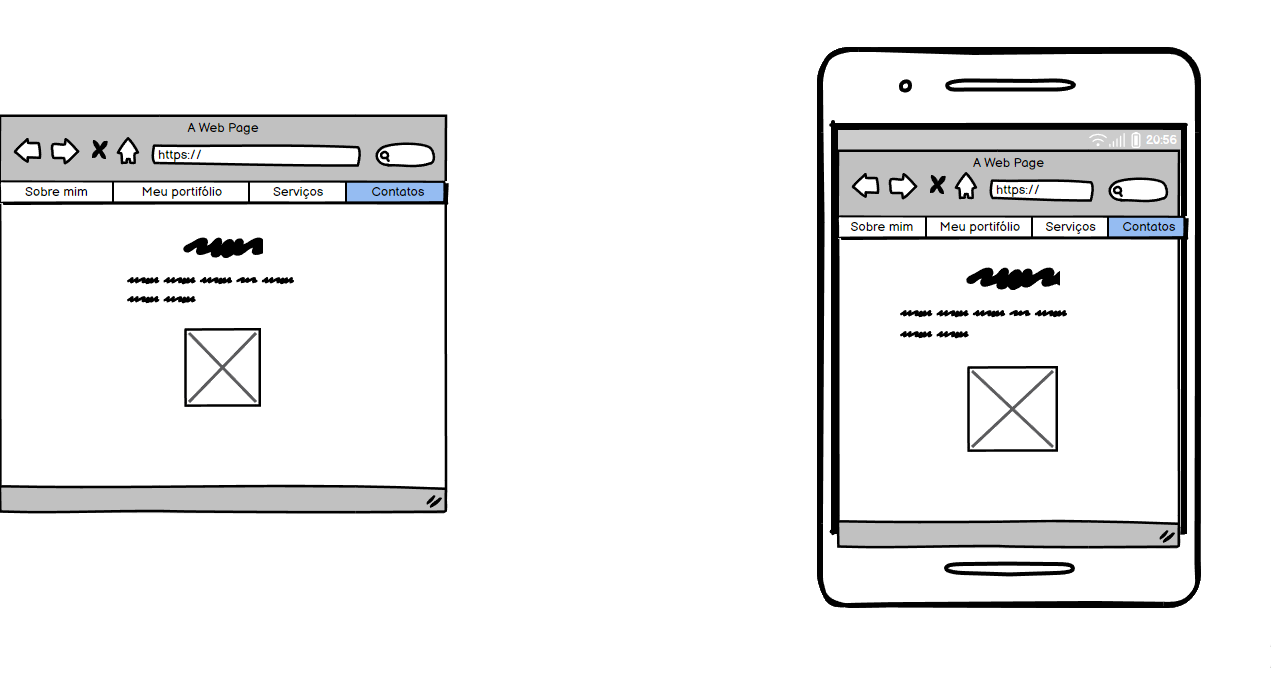 A Web Page
https://
Sobre mim Meu portifólio Serviços Contatos
20:56
A Web Page
https://
Sobre mim Meu portifólio Serviços Contatos